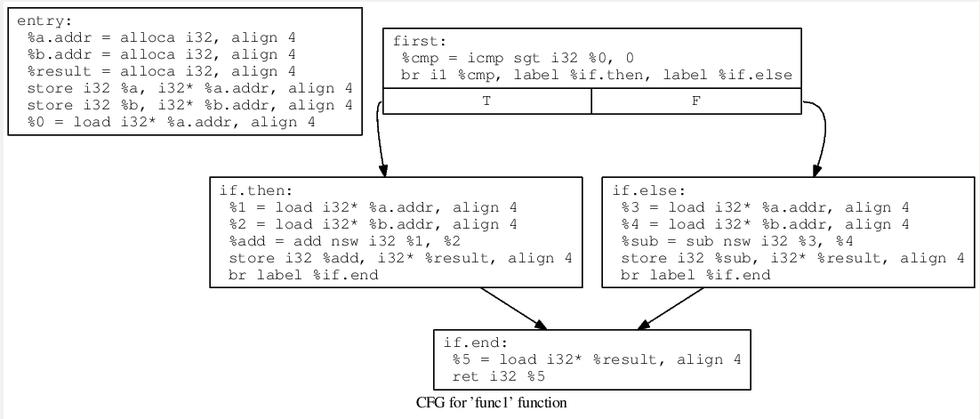 entry:
%a.addr = alloca i32, align 4
%b.addr = alloca i32, align 4
%result = alloca i32, align 4
store i32 %a, i32* %a.addr, align 4
store i32 %b, i32* %b.addr, align 4
%0 = load i32* %a.addr, align 4
first:
%cmp = icmp sgt i32 %0, 0
br i1 %cmp, label %if.then, label %if.else
T F
if.then:
%1 = load i32* %a.addr, align 4
%2 = load i32* %b.addr, align 4
%add = add nsw i32 %1, %2
store i32 %add, i32* %result, align 4
br label %if.end
if.else:
%3 = load i32* %a.addr, align 4
%4 = load i32* %b.addr, align 4
%sub = sub nsw i32 %3, %4
store i32 %sub, i32* %result, align 4
br label %if.end
if.end:
%5 = load i32* %result, align 4
ret i32 %5
CFG for 'func1' function